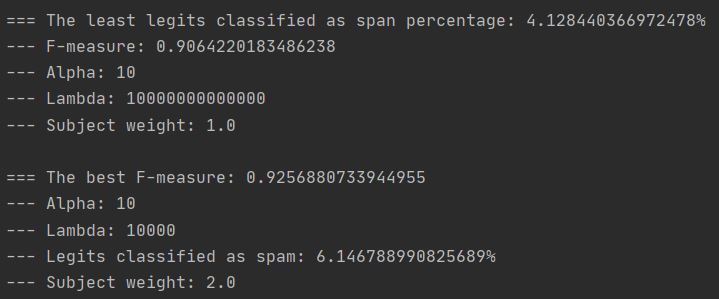 === The least legits classified as span percentage: 4.128440366972478%
--- F-measure: 0.9064220183486238
--- Alpha: 10
--- Lambda: 10000000000000
--- Subject weight: 1.0
=== The best F-measure: 0.9256880733944955
--- Alpha: 10
--- Lambda: 10000
--- Legits classified as spam: 6.146788990825689%
--- Subject weight: 2.0